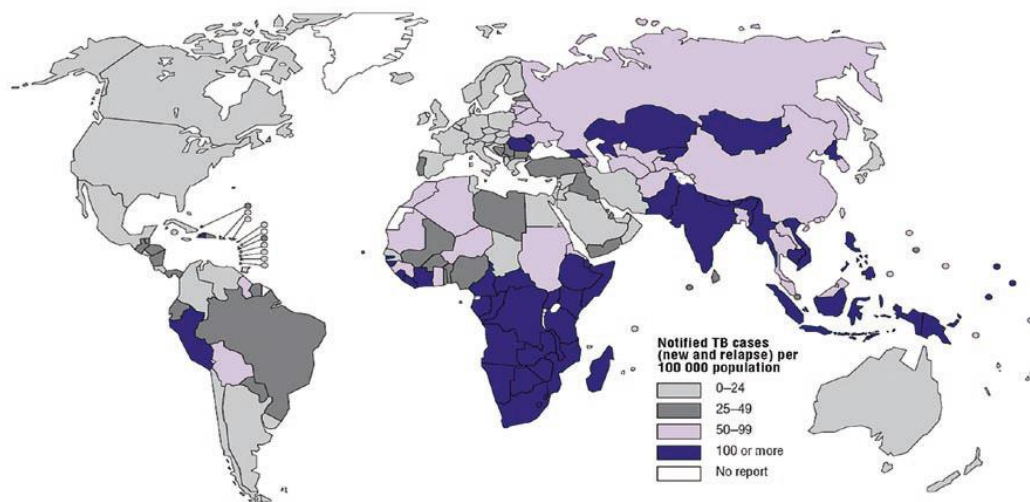 Notified TB cases
(new and relapse) per
100 000 population
0–24
25–49
50–99
100 or more
No report